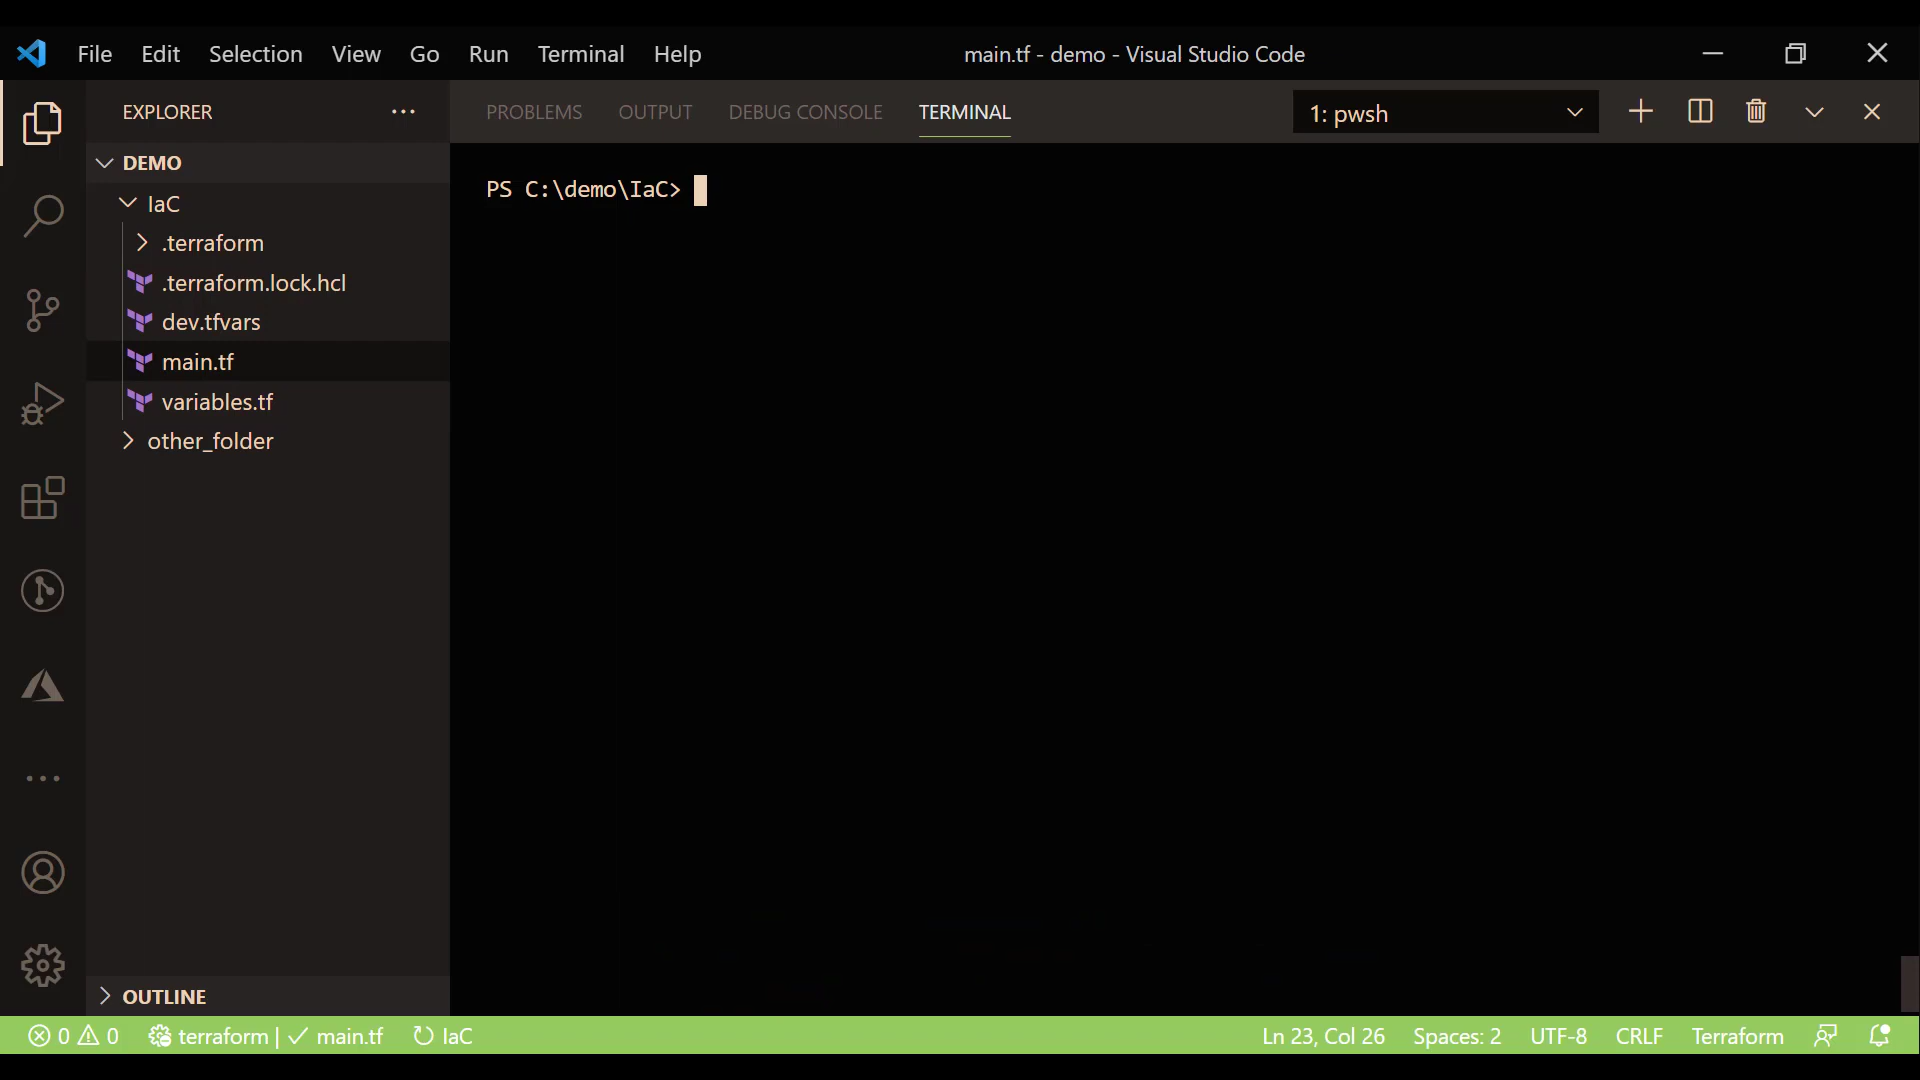 File Edit Selection View Go Run Terminal Help
main.tf - demo - Visual Studio Code
EXPLORER
DEMO
IaC
.terraform
.terraform.lock.hcl
dev.tfvars
main.tf
variables.tf
other_folder
OUTLINE
PROBLEMS OUTPUT DEBUG CONSOLE TERMINAL
1: pwsh
PS C:\demo\IaC>
0 0 terraform | main.tf IaC
Ln 23, Col 26 Spaces: 2 UTF-8 CRLF Terraform